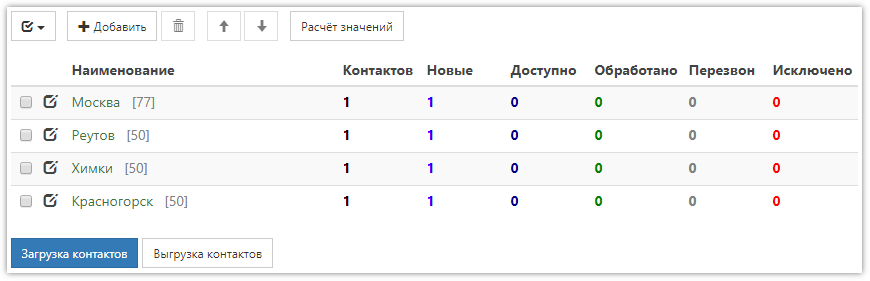 Добавить Расчёт значений
Наименование Контактов Новые Доступно Обработано Перезвон Исключено
Москва [77] 1 1 0 0 0 0
Реутов [50] 1 1 0 0 0 0
Химки [50] 1 1 0 0 0 0
Красногорск [50] 1 1 0 0 0 0
Загрузка контактов Выгрузка контактов